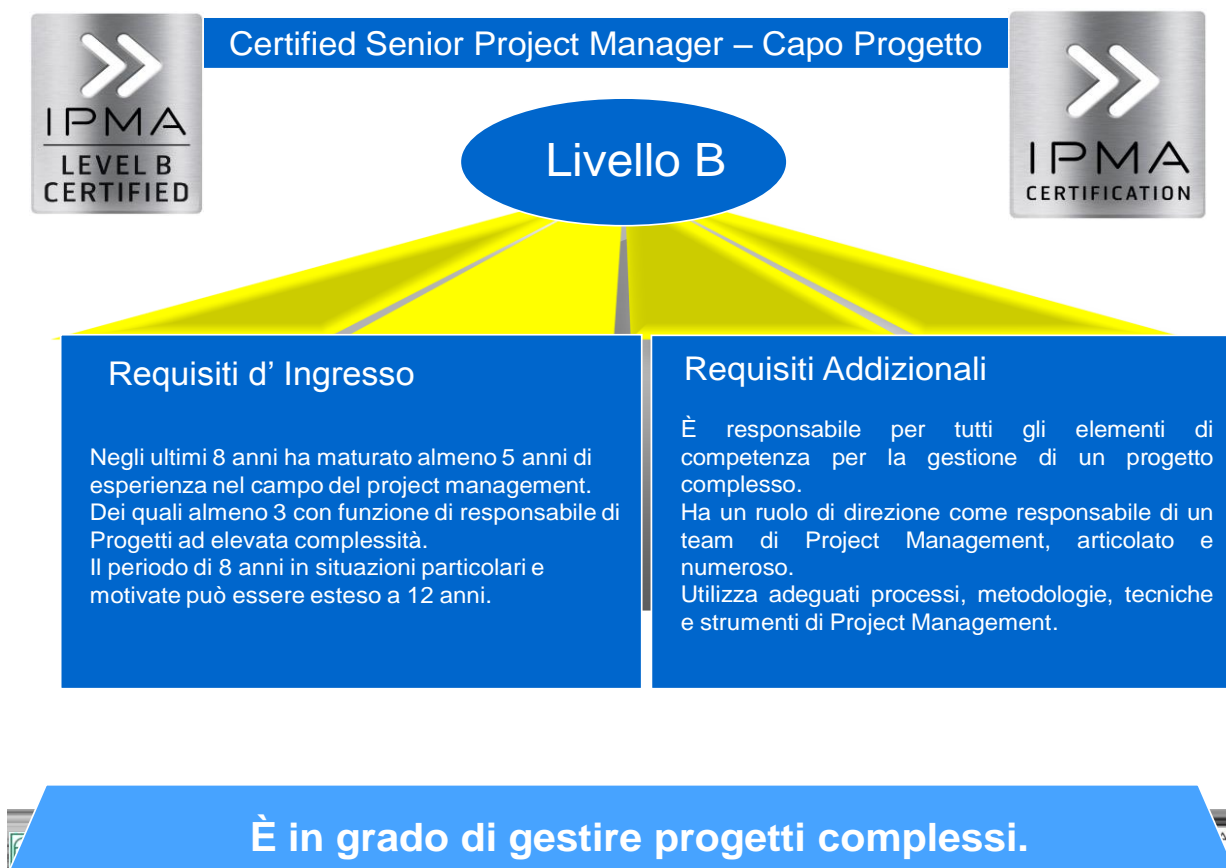 Certified Senior Project Manager – Capo Progetto
IPMA
LEVEL B
CERTIFIED
IPMA
CERTIFICATION
Livello B
Requisiti d' Ingresso
Negli ultimi 8 anni ha maturato almeno 5 anni di
esperienza nel campo del project management.
Dei quali almeno 3 con funzione di responsabile di
Progetti ad elevata complessità.
Il periodo di 8 anni in situazioni particolari e
motivate può essere esteso a 12 anni.
Requisiti Addizionali
È responsabile per tutti gli elementi di
competenza per la gestione di un progetto
complesso.
Ha un ruolo di direzione come responsabile di un
team di Project Management, articolato e
numeroso.
Utilizza adeguati processi, metodologie, tecniche
e strumenti di Project Management.
È in grado di gestire progetti complessi.